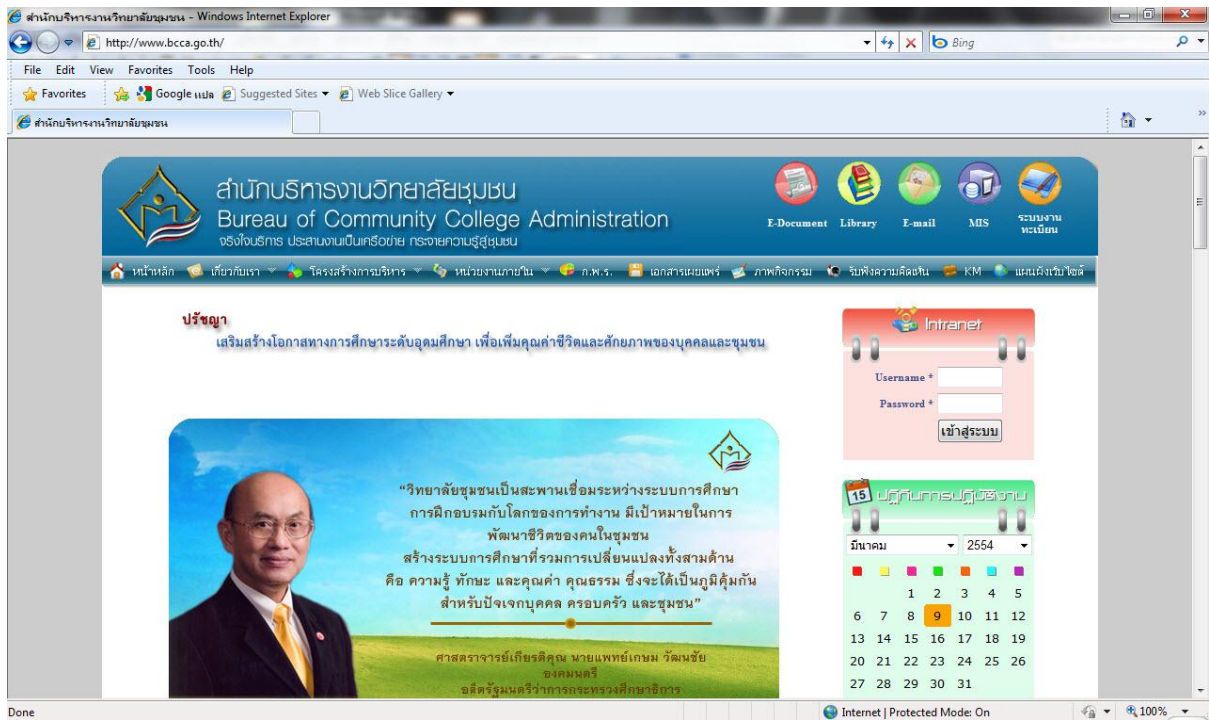 สำนักบริหารงานวิทยาลัยชุมชน - Windows Internet Explorer
http://www.bcca.go.th/
Bing
File Edit View Favorites Tools Help
Favorites Google แปล Suggested Sites Web Slice Gallery
สำนักบริหารงานวิทยาลัยชุมชน
สำนักบริหารงานวิทยาลัยชุมชน
Bureau of Community College Administration
จริงใจบริการ ประสานงานเป็นเครือข่าย กระจายความรู้สู่ชุมชน
E-Document Library E-mail MIS ระบบงาน
ทะเบียน
หน้าหลัก เกี่ยวกับเรา โครงสร้างการบริหาร หน่วยงานภายใน ก.พ.ร. เอกสารเผยแพร่ ภาพกิจกรรม รับฟังความคิดเห็น KM แผนผังเว็บไซต์
ปรัชญา
เสริมสร้างโอกาสทางการศึกษาระดับอุดมศึกษา เพื่อเพิ่มคุณค่าชีวิตและศักยภาพของบุคคลและชุมชน
Intranet
Username *
Password *
เข้าสู่ระบบ
“วิทยาลัยชุมชนเป็นสะพานเชื่อมระหว่างระบบการศึกษา
การฝึกอบรมกับโลกของการทำงาน มีเป้าหมายในการ
พัฒนาชีวิตของคนในชุมชน
สร้างระบบการศึกษาที่รวมการเปลี่ยนแปลงทั้งสามด้าน
คือ ความรู้ ทักษะ และคุณค่า คุณธรรม ซึ่งจะได้เป็นภูมิคุ้มกัน
สำหรับปัจเจกบุคคล ครอบครัว และชุมชน”
ศาสตราจารย์เกียรติคุณ นายแพทย์เกษม วัฒนชัย
องคมนตรี
อดีตรัฐมนตรีว่าการกระทรวงศึกษาธิการ
15 ปฏิทินการปฏิบัติงาน
มีนาคม 2554
1 2 3 4 5
6 7 8 9 10 11 12
13 14 15 16 17 18 19
20 21 22 23 24 25 26
27 28 29 30 31
Done Internet | Protected Mode: On 100%